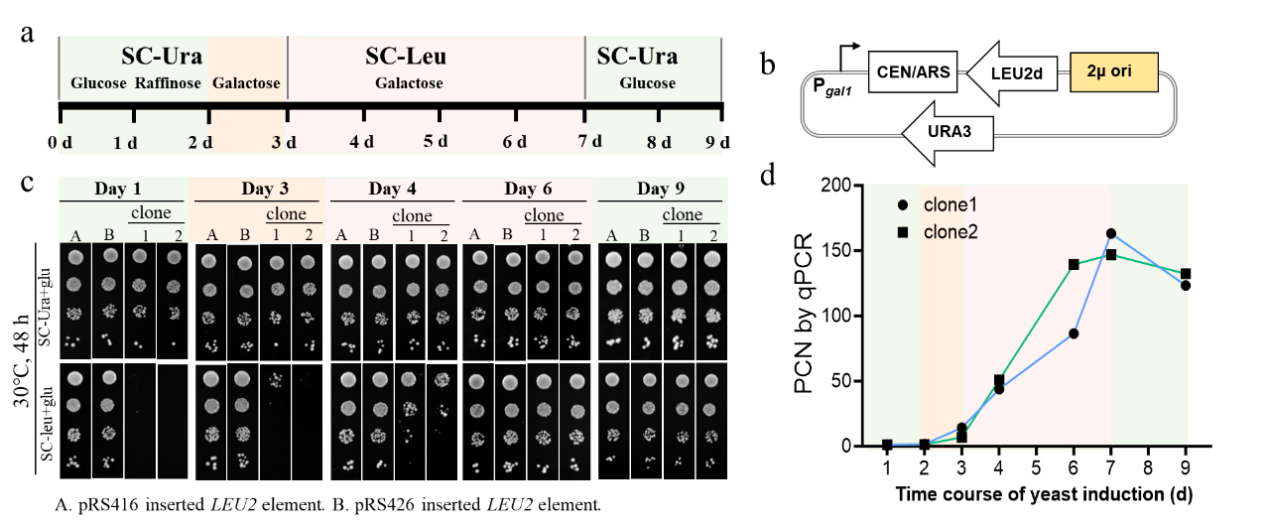 a
SC-Ura SC-Leu SC-Ura
Glucose Raffinose Galactose Galactose Glucose
0 d 1 d 2 d 3 d 4 d 5 d 6 d 7 d 8 d 9 d
b
CEN/ARS LEU2d 2µ ori
Pgal1
URA3
c
Day 1 Day 3 Day 4 Day 6 Day 9
clone clone clone clone clone
A B 1 2 A B 1 2 A B 1 2 A B 1 2 A B 1 2
30°C, 48 h
SC-Ura+glu
SC-leu+glu
A. pRS416 inserted LEU2 element. B. pRS426 inserted LEU2 element.
d
PCN by qPCR
200
150
100
50
0
clone1
clone2
1 2 3 4 5 6 7 8 9
Time course of yeast induction (d)